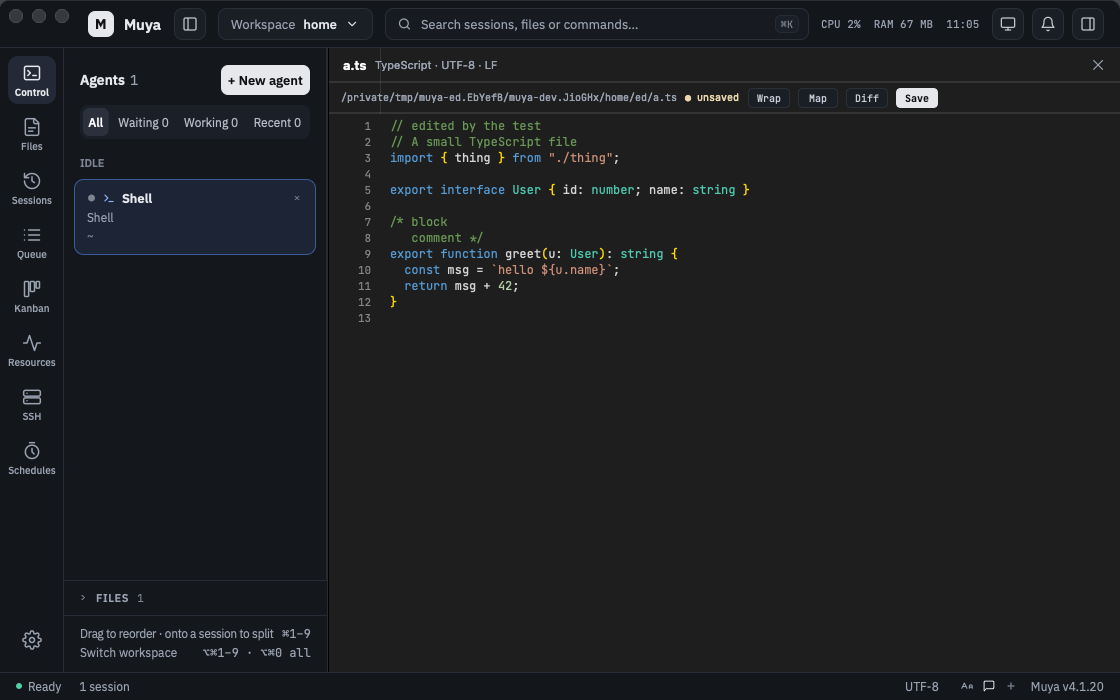 M Muya Workspace home Search sessions, files or commands... ⌘K CPU 2% RAM 67 MB 11:05
Control
Files
Sessions
Queue
Kanban
Resources
SSH
Schedules
Agents 1 + New agent
All Waiting 0 Working 0 Recent 0
IDLE
Shell ×
Shell
~
› FILES 1
Drag to reorder · onto a session to split ⌘1–9
Switch workspace ⌥⌘1–9 · ⌥⌘0 all
a.ts TypeScript · UTF-8 · LF
/private/tmp/muya-ed.EbYefB/muya-dev.JioGHx/home/ed/a.ts ● unsaved Wrap Map Diff Save
1 // edited by the test
2 // A small TypeScript file
3 import { thing } from "./thing";
4
5 export interface User { id: number; name: string }
6
7 /* block
8    comment */
9 export function greet(u: User): string {
10   const msg = `hello ${u.name}`;
11   return msg + 42;
12 }
13
Ready 1 session UTF-8 AA + Muya v4.1.20